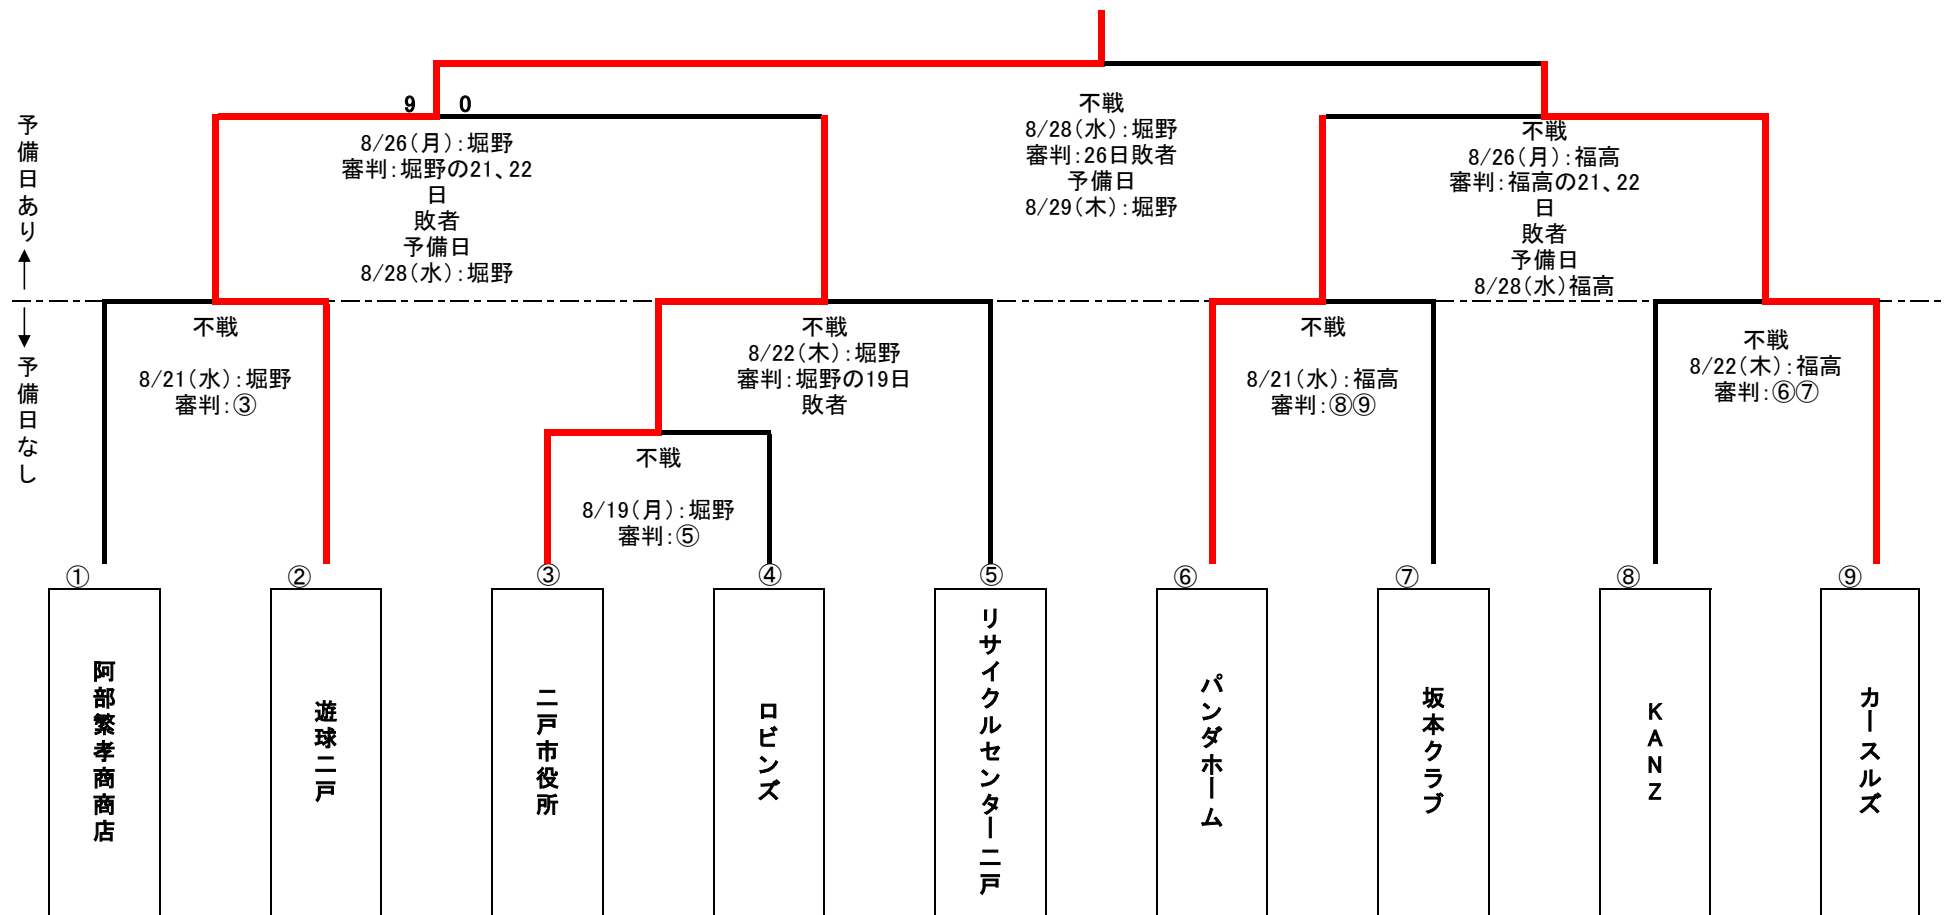 予備日あり
予備日なし
9 0
8/26(月):堀野
審判:堀野の21、22
日
敗者
予備日
8/28(水):堀野
不戦
8/28(水):堀野
審判:26日敗者
予備日
8/29(木):堀野
不戦
8/26(月):福高
審判:福高の21、22
日
敗者
予備日
8/28(水)福高
不戦
8/21(水):堀野
審判:③
不戦
8/22(木):堀野
審判:堀野の19日
敗者
不戦
8/21(水):福高
審判:⑧⑨
不戦
8/22(木):福高
審判:⑥⑦
不戦
8/19(月):堀野
審判:⑤
①
②
③
④
⑤
⑥
⑦
⑧
⑨
阿部繁孝商商店
遊球二戸
二戸市役所
ロビンズ
リサイクルセンター二戸
パンダホーム
坂本クラブ
KANZ
カースルズ